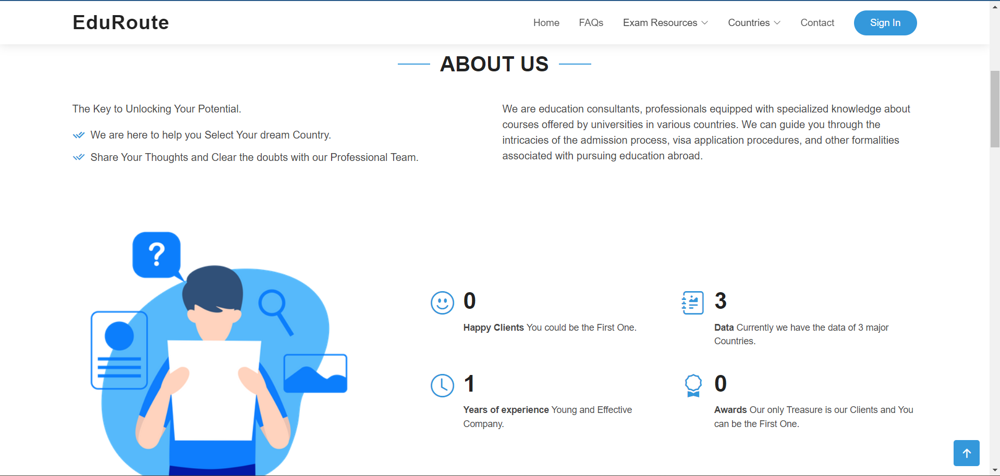 EduRoute
Home FAQs Exam Resources Countries Contact Sign In
ABOUT US
The Key to Unlocking Your Potential.
We are here to help you Select Your dream Country.
Share Your Thoughts and Clear the doubts with our Professional Team.
We are education consultants, professionals equipped with specialized knowledge about
courses offered by universities in various countries. We can guide you through the
intricacies of the admission process, visa application procedures, and other formalities
associated with pursuing education abroad.
?
0
Happy Clients You could be the First One.
3
Data Currently we have the data of 3 major
Countries.
1
Years of experience Young and Effective
Company.
0
Awards Our only Treasure is our Clients and You
can be the First One.